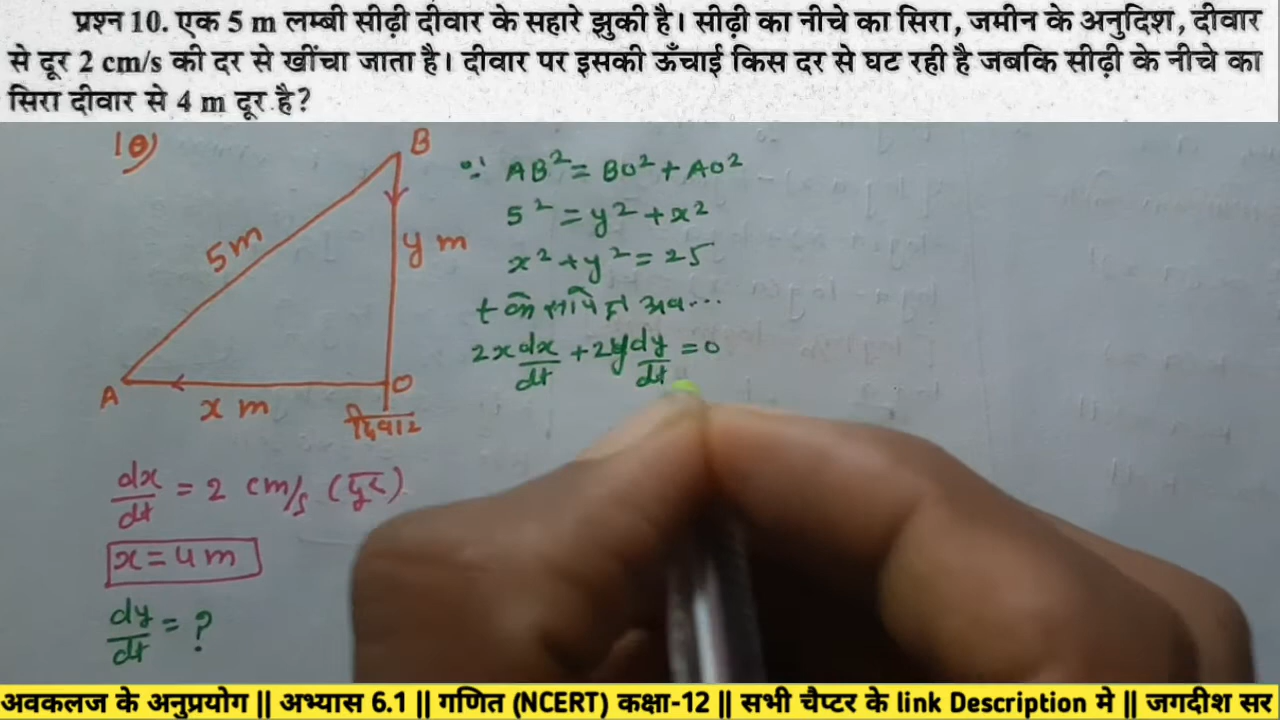 प्रश्न 10. एक 5 m लम्बी सीढ़ी दीवार के सहारे झुकी है। सीढ़ी का नीचे का सिरा, जमीन के अनुदिश, दीवार
से दूर 2 cm/s की दर से खींचा जाता है। दीवार पर इसकी ऊँचाई किस दर से घट रही है जबकि सीढ़ी के नीचे का
सिरा दीवार से 4 m दूर है?
10)
B
5m
y m
A
x m
O
दिवार
dx/dt = 2 cm/s (दूर)
x = 4 m
dy/dt = ?
∵ AB² = BO² + AO²
5² = y² + x²
x² + y² = 25
t के सापेक्ष अव...
2x dx/dt + 2y dy/dt = 0
अवकलज के अनुप्रयोग || अभ्यास 6.1 || गणित (NCERT) कक्षा-12 || सभी चैप्टर के link Description मे || जगदीश सर